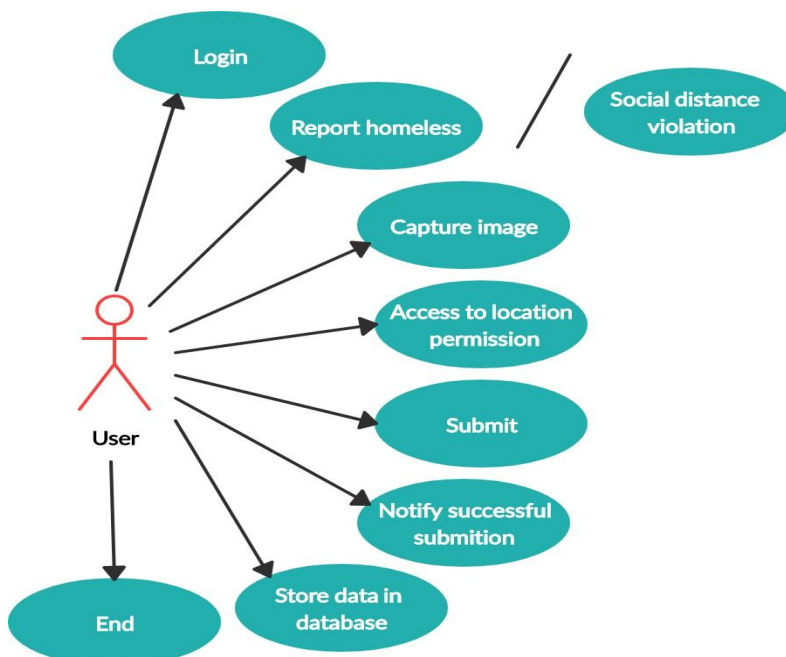 Login
Report homeless
Social distance
violation
Capture image
Access to location
permission
Submit
User
Notify successful
submition
Store data in
database
End